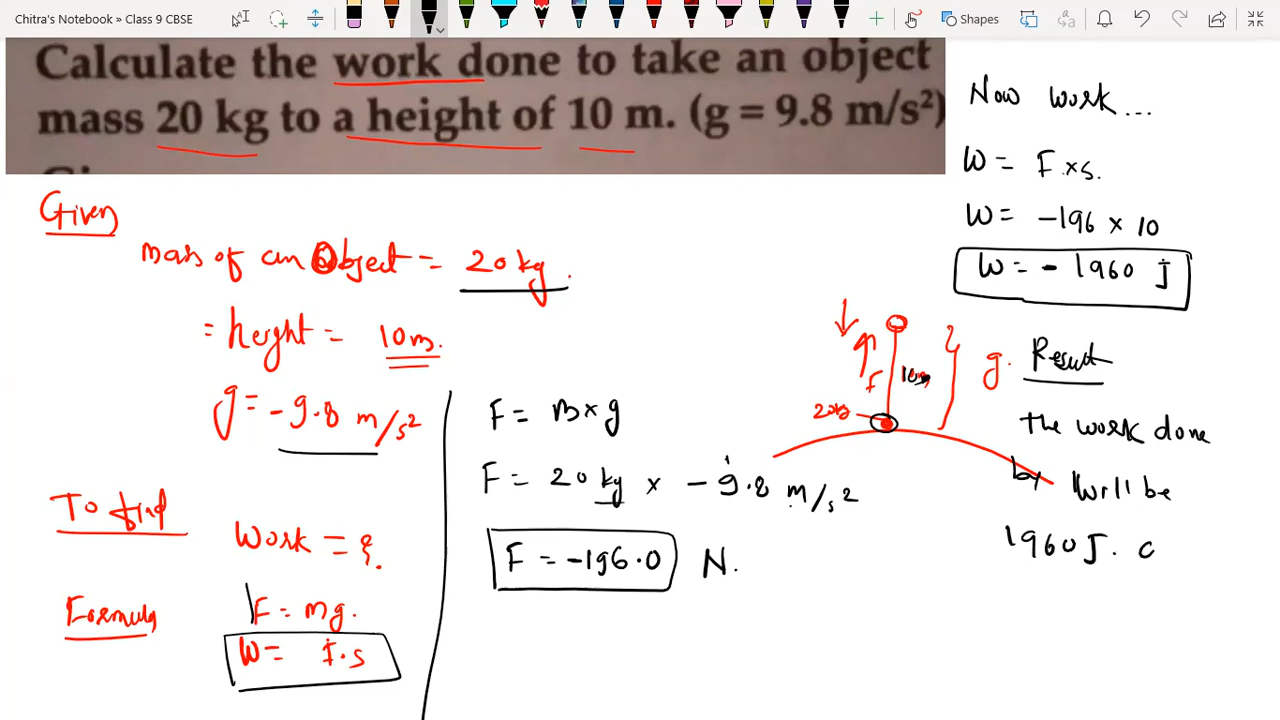 Chitra's Notebook » Class 9 CBSE
Shapes
Calculate the work done to take an object
mass 20 kg to a height of 10 m. (g = 9.8 m/s²)
Given
mass of an Object = 20 kg.
= height = 10m.
g = -9.8 m/s²
To find
Work = ?
Formula
F = mg.
W = F.s
F = m×g
F = 20 kg × -9.8 m/s²
F = -196.0 N.
F
10m
20kg
g.
Now work...
W = F×s.
W = -196 × 10
W = - 1960 j
Result
the work done
by will be
1960J. c